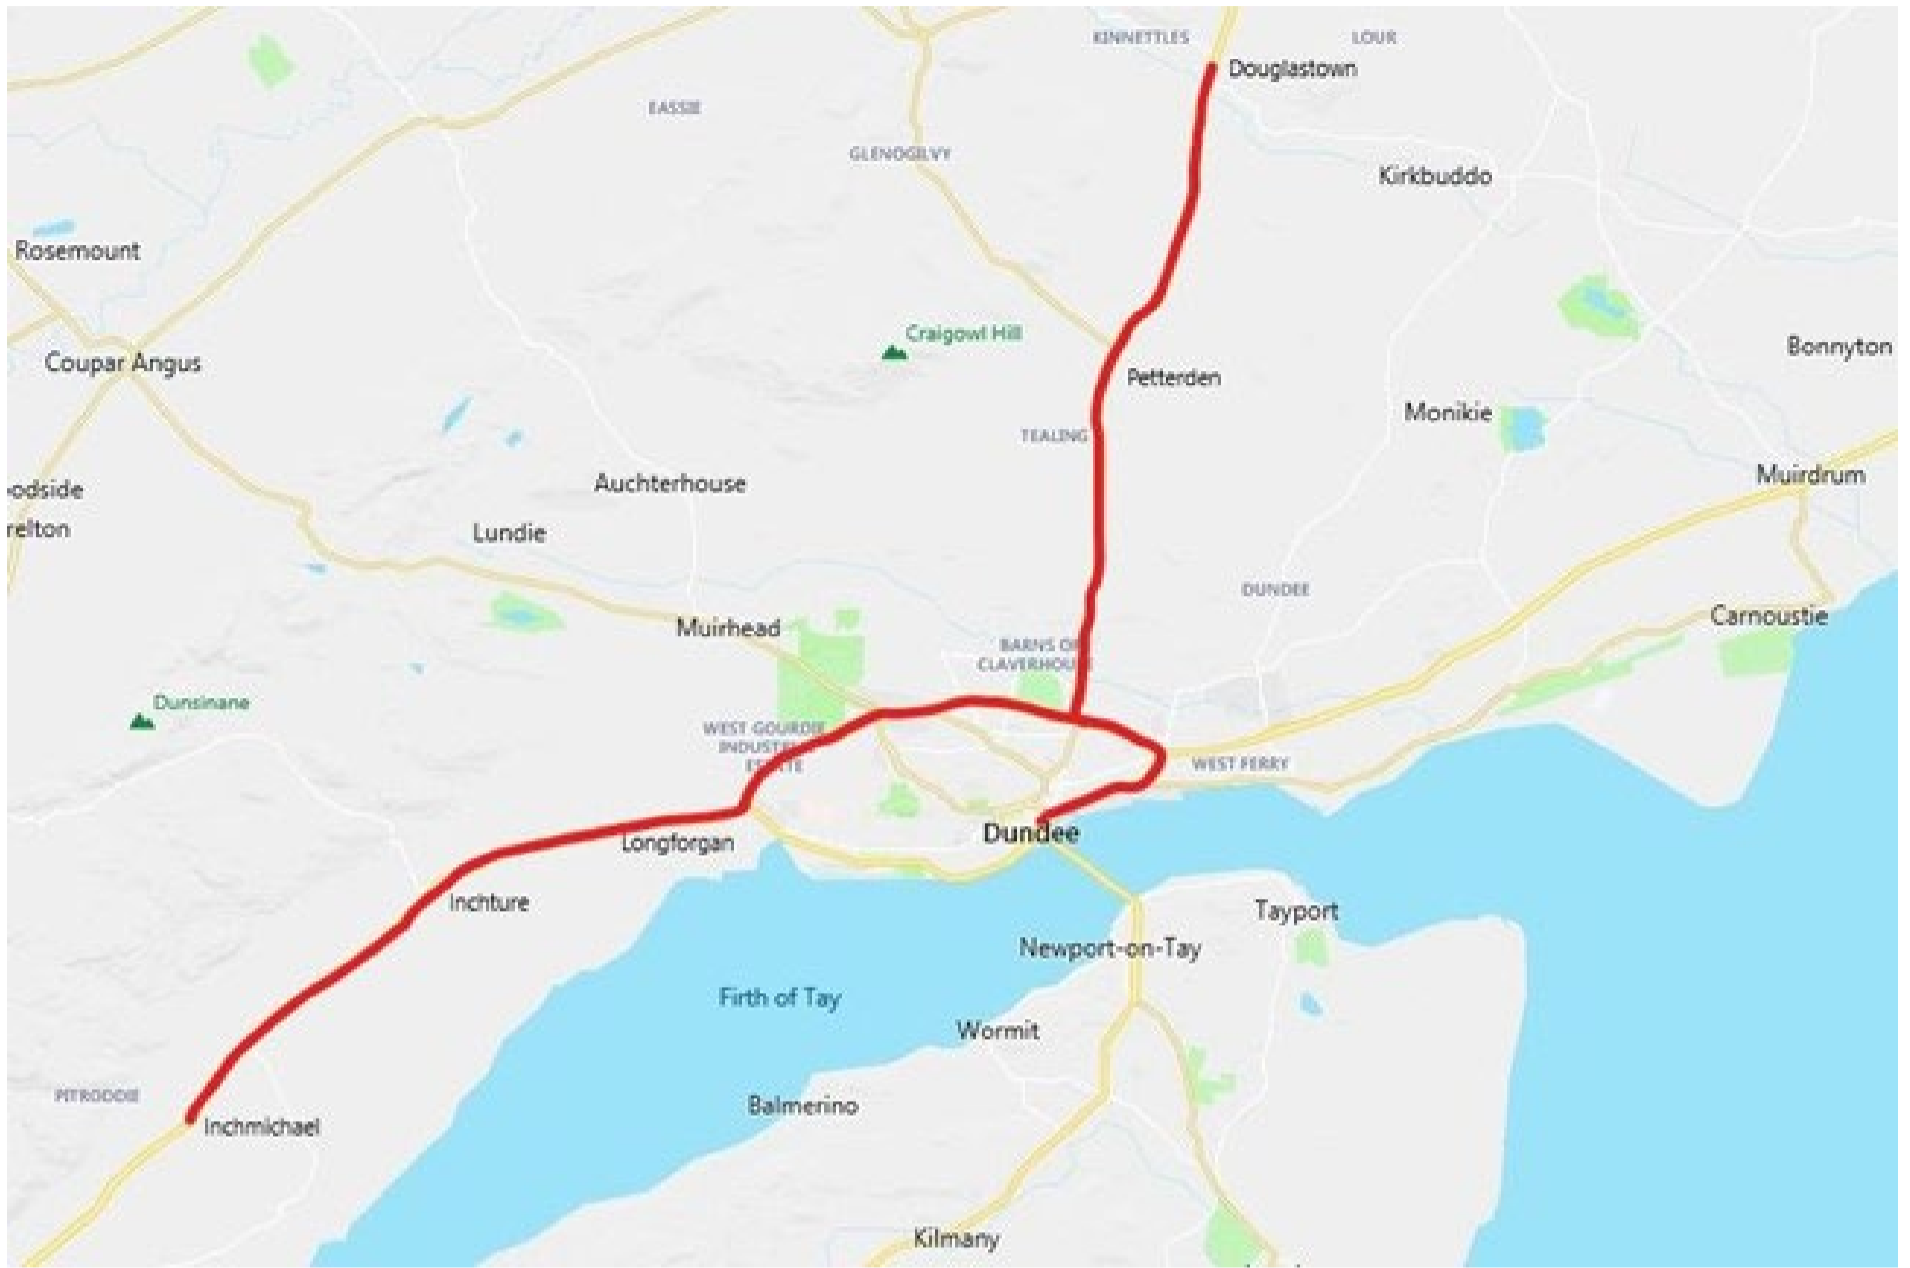 KINNETTLES
LOUR
Douglastown
EASSIE
GLENOGILVY
Kirkbuddo
Rosemount
Craigowl Hill
Bonnyton
Coupar Angus
Petterden
Monikie
TEALING
Muirdrum
Auchterhouse
odside
relton
Lundie
DUNDEE
Carnoustie
Muirhead
BARNS OF
CLAVERHOUSE
Dunsinane
WEST GOURDIE
INDUSTRIAL
ESTATE
WEST FERRY
Dundee
Longforgan
Inchture
Tayport
Newport-on-Tay
Firth of Tay
Wormit
PITRODDIE
Balmerino
Inchmichael
Kilmany